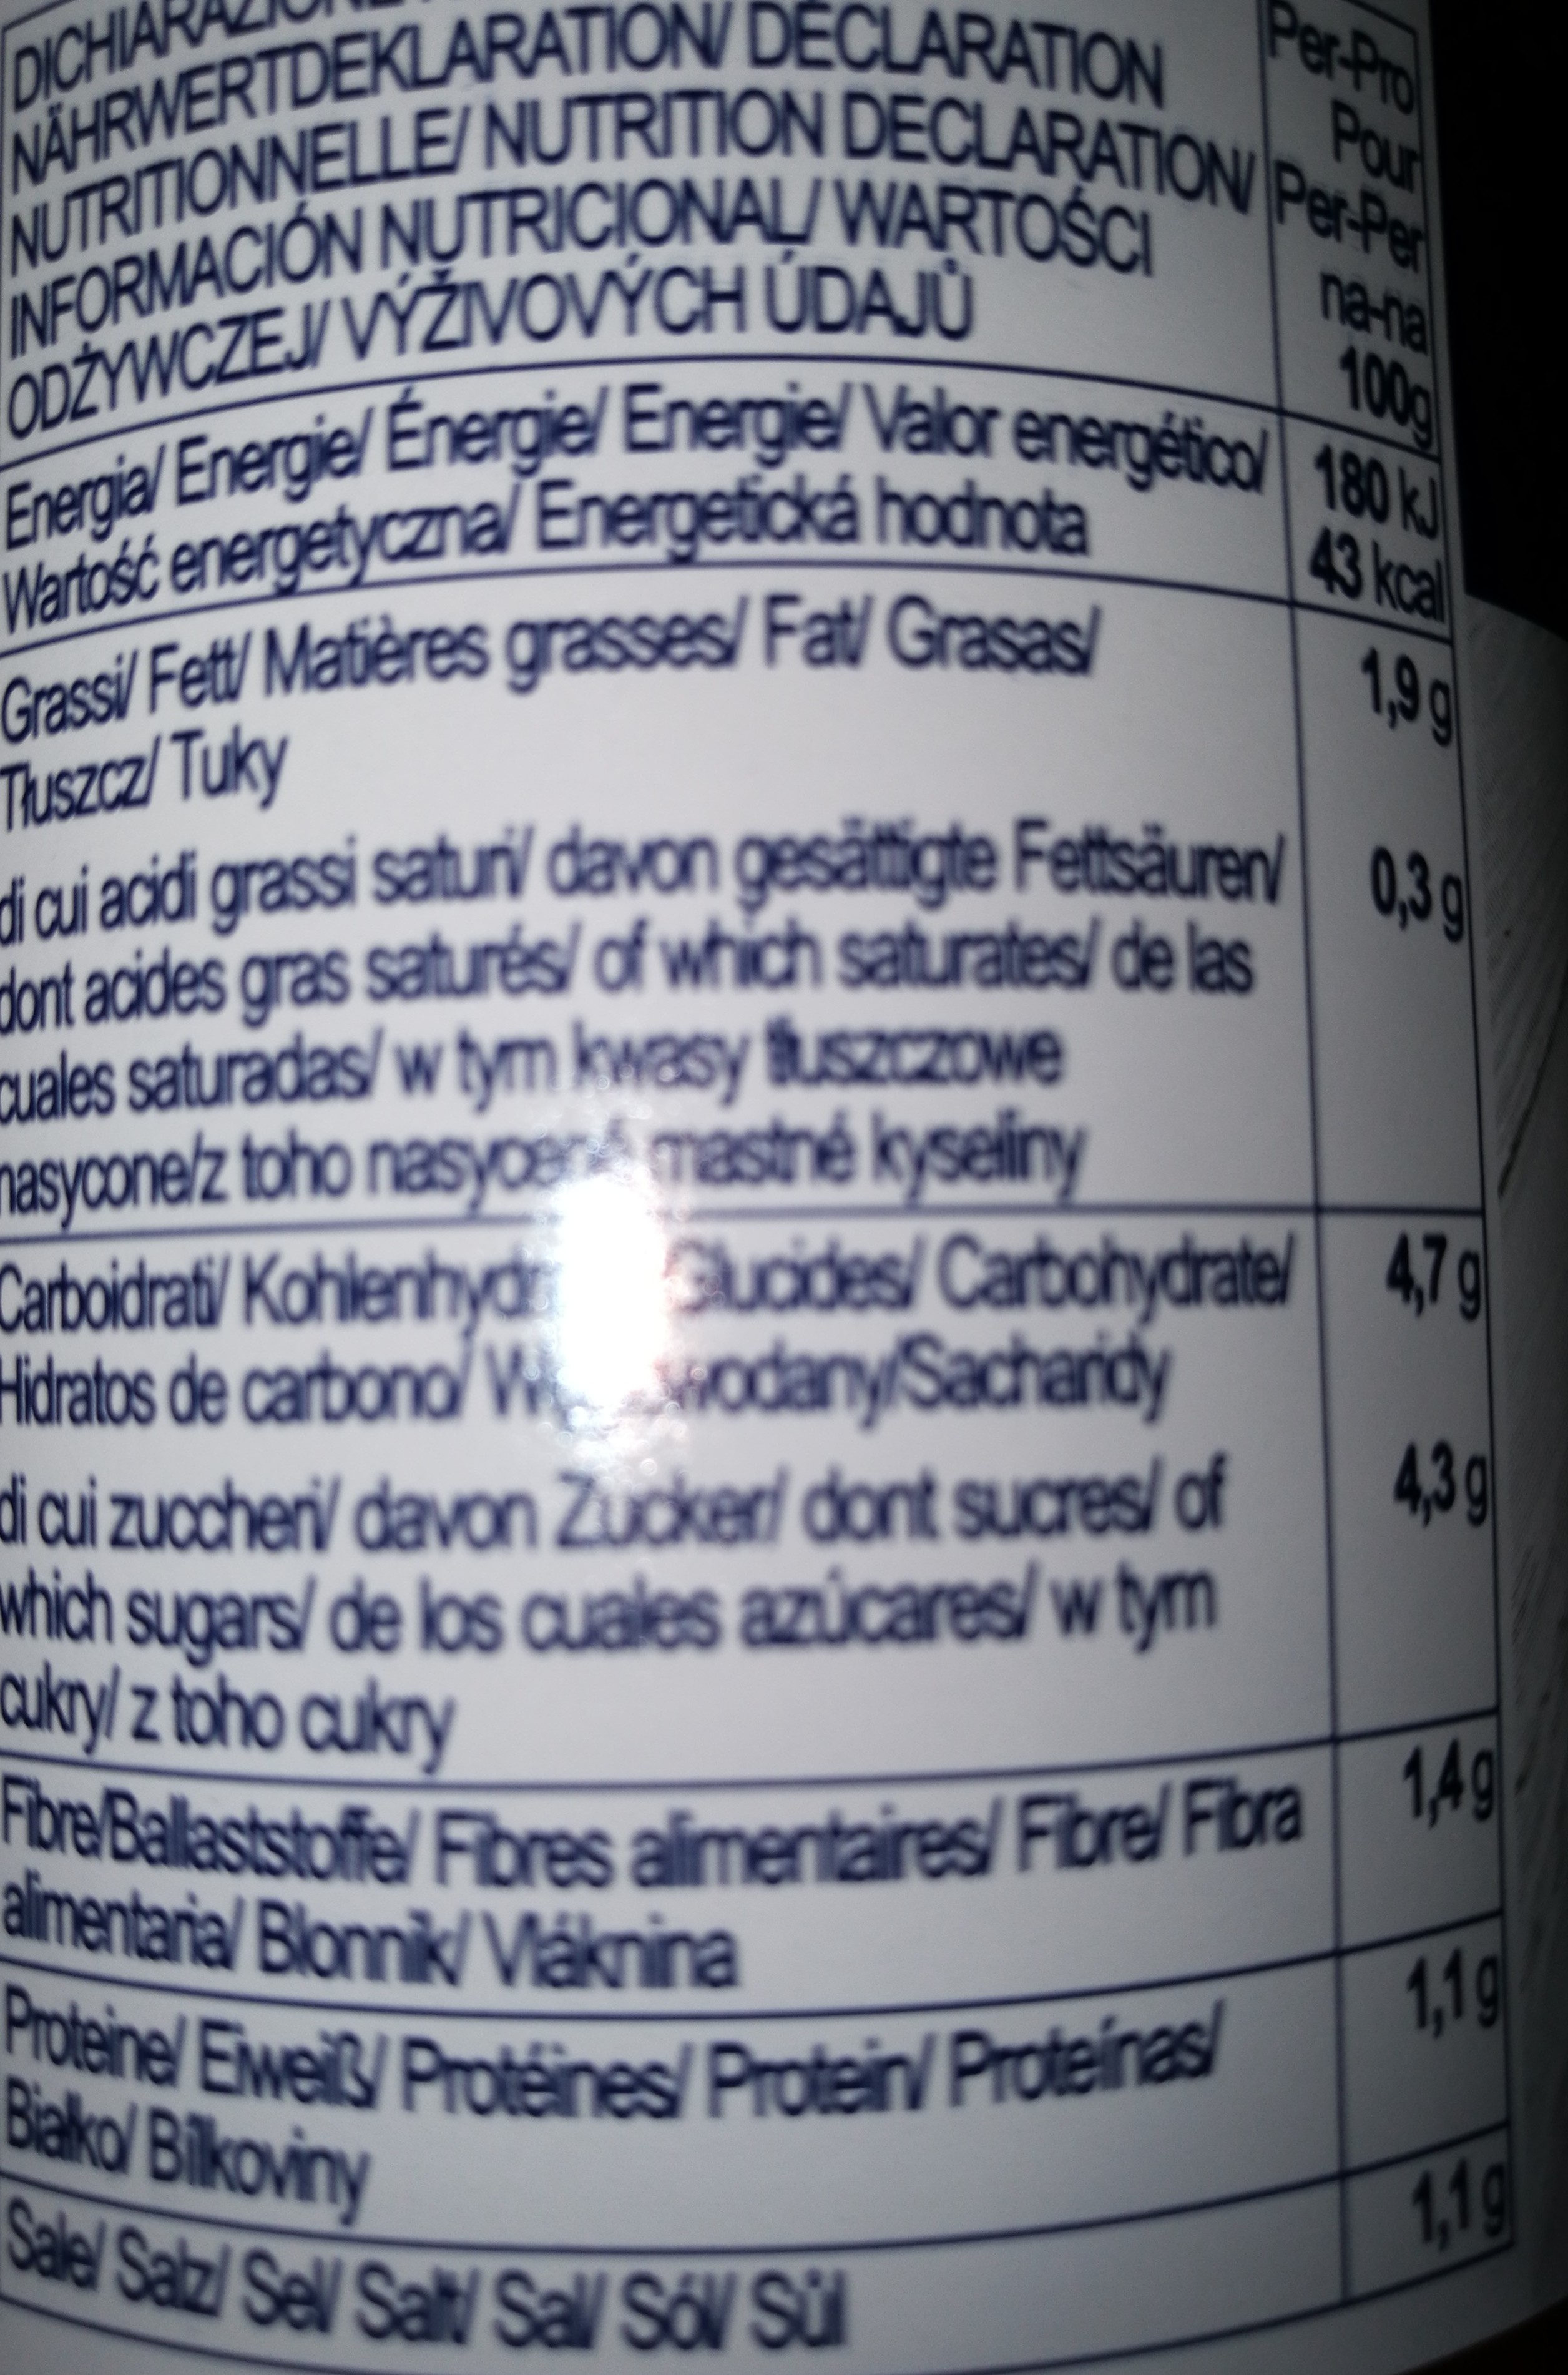 DICHIARAZIONE
NÄHRWERTDEKLARATION/ DÉCLARATION
NUTRITIONNELLE/ NUTRITION DECLARATION/
INFORMACIÓN NUTRICIONAL/ WARTOŚCI
ODŻYWCZEJ/ VÝŽIVOVÝCH ÚDAJŮ
Per-Pro
Pour
Per-Per
na-na
100g
Energia/ Energie/ Énergie/ Energie/ Valor energético/
Wartość energetyczna/ Energetická hodnota
180 kJ
43 kcal
Grassi/ Fett/ Matières grasses/ Fat/ Grasas/
Tłuszcz/ Tuky
1,9 g
di cui acidi grassi saturi/ davon gesättigte Fettsäuren/
dont acides gras saturés/ of which saturates/ de las
cuales saturadas/ w tym kwasy tłuszczowe
nasycone/z toho nasycené mastné kyseliny
0,3 g
Carboidrati/ Glucides/ Carbohydrate/
Hidratos de carbono/ /Sacharidy
4,7 g
di cui zuccheri/ davon Zucker/ dont sucres/ of
which sugars/ de los cuales azúcares/ w tym
cukry/ z toho cukry
4,3 g
Fibre/Ballaststoffe/ Fibres alimentaires/ Fibre/ Fibra
alimentaria/ Błonnik/ Vláknina
1,4 g
Proteine/ Eiweiß/ Protéines/ Protein/ Proteínas/
Białko/ Bílkoviny
1,1 g
Sale/ Salz/ Sel/ Salt/ Sal/ Sól/ Sůl
1,1 g